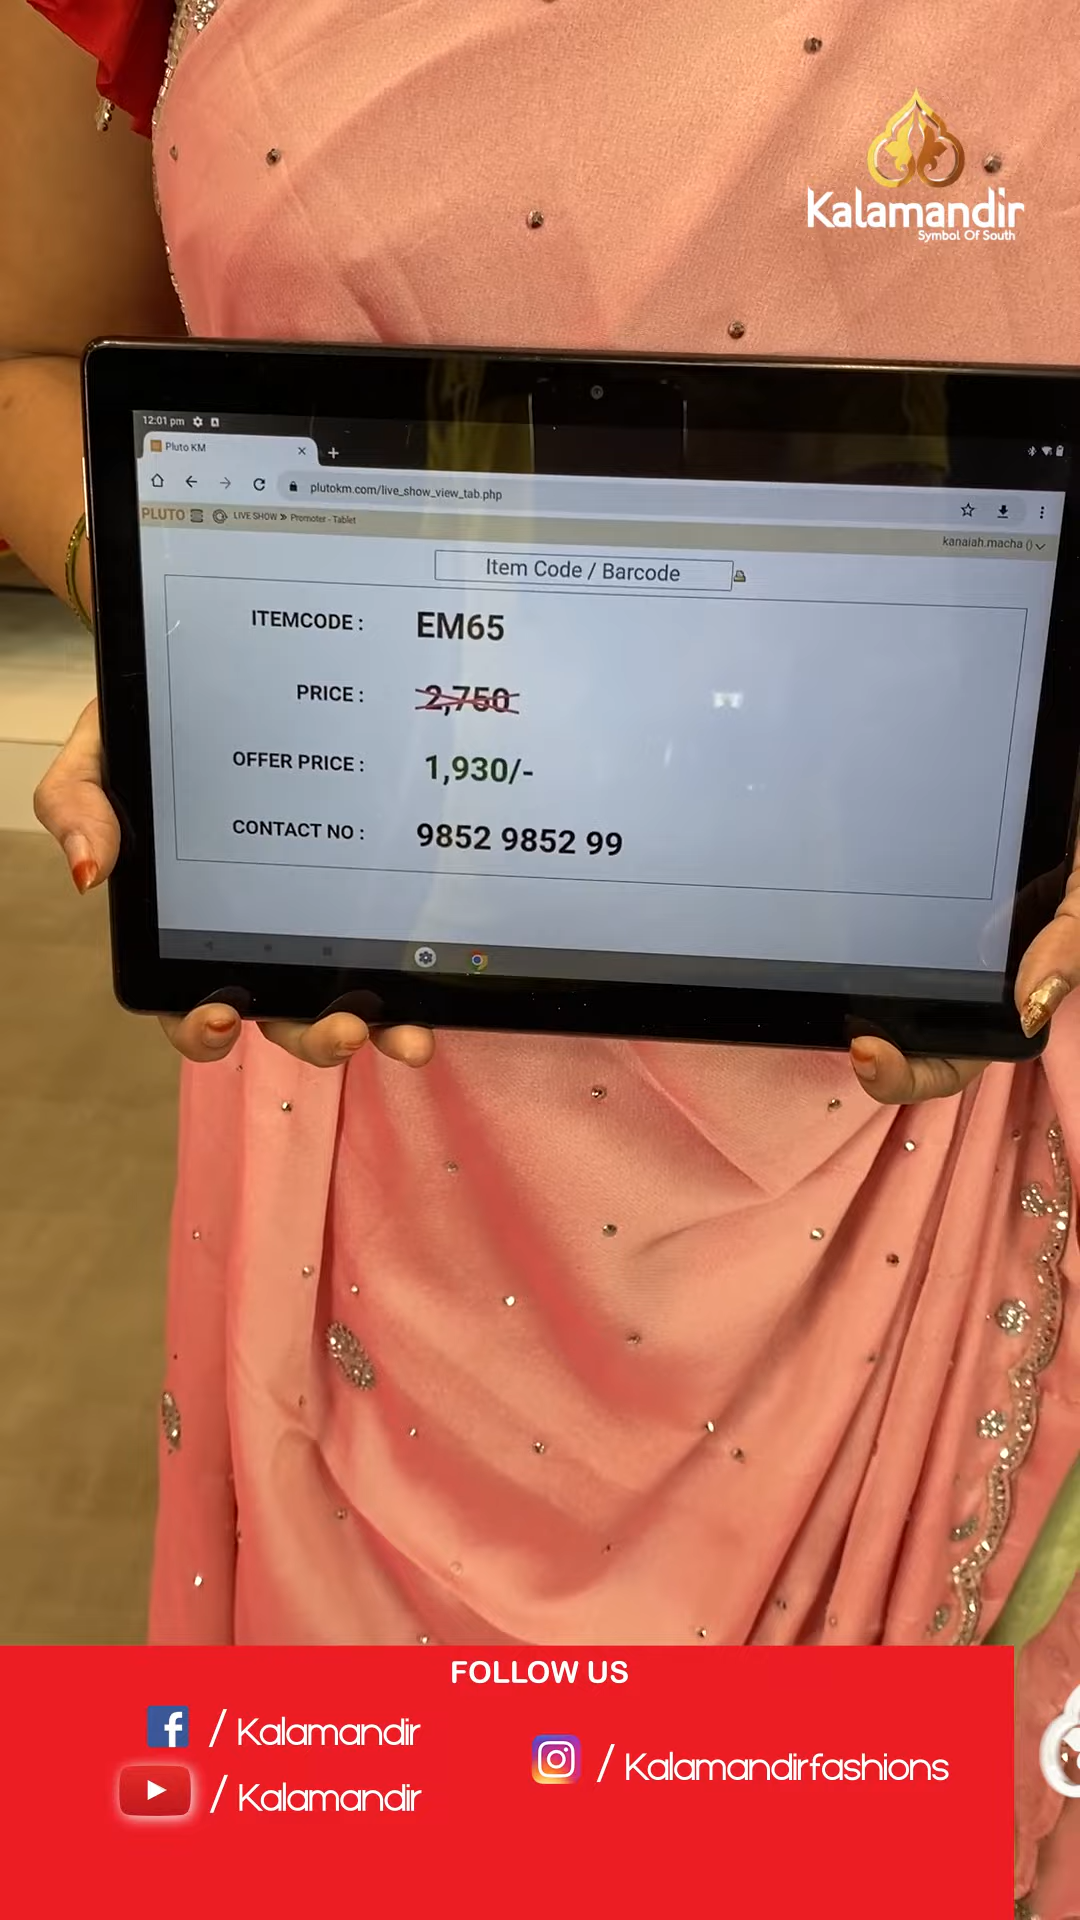 Kalamandir
Symbol Of South
12:01 pm
Pluto KM
plutokm.com/live_show_view_tab.php
PLUTO
LIVE SHOW >> Promoter - Tablet
kanaiah.macha ()
Item Code / Barcode
ITEMCODE : EM65
PRICE : 2,750
OFFER PRICE : 1,930/-
CONTACT NO : 9852 9852 99
FOLLOW US
/ Kalamandir
/ Kalamandir
/ Kalamandirfashions